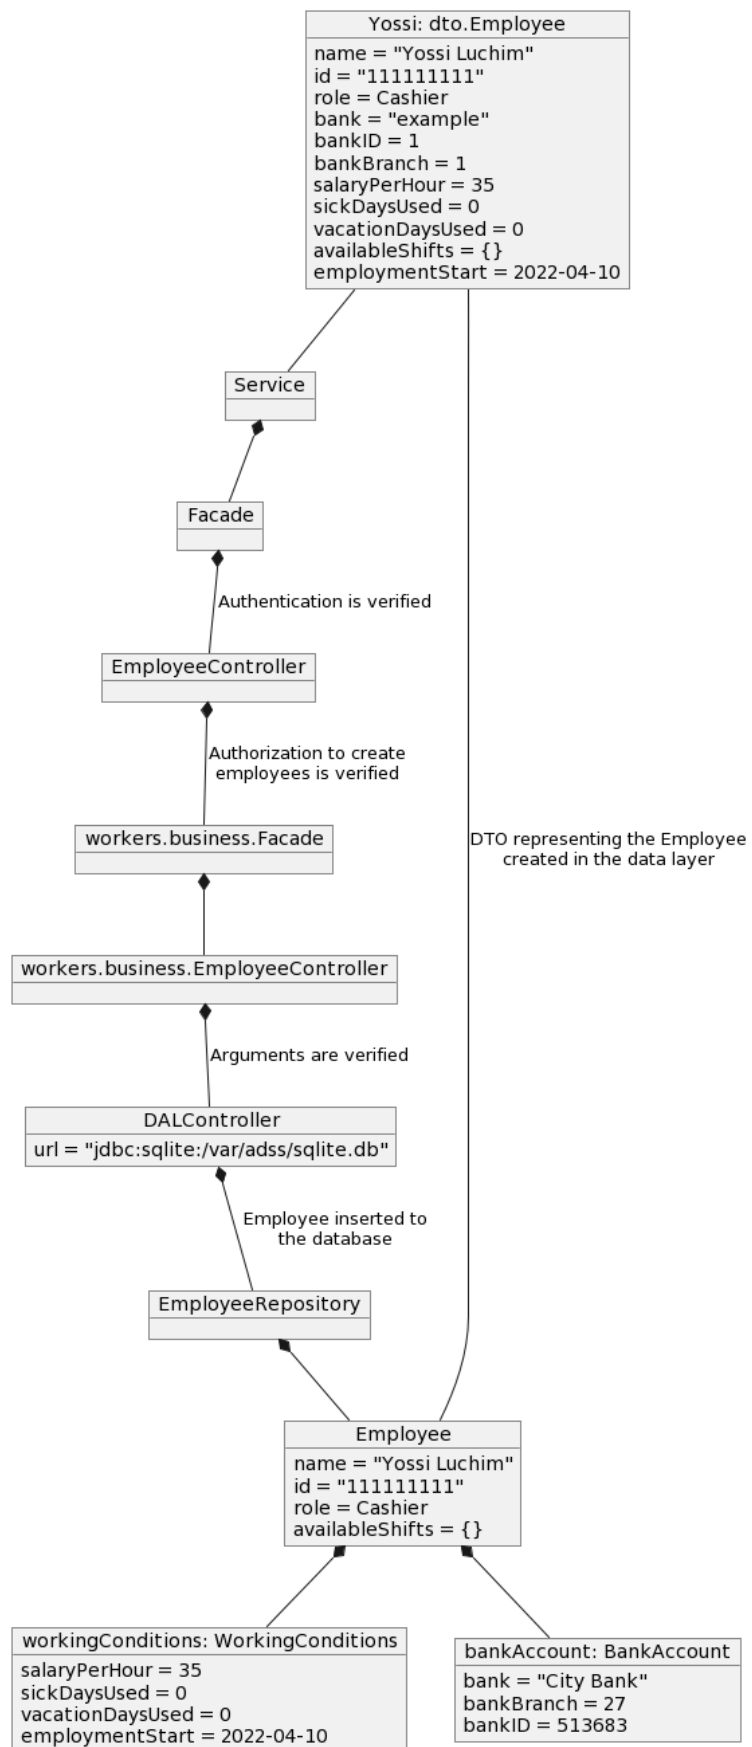 Yossi: dto.Employee
name = "Yossi Luchim"
id = "111111111"
role = Cashier
bank = "example"
bankID = 1
bankBranch = 1
salaryPerHour = 35
sickDaysUsed = 0
vacationDaysUsed = 0
availableShifts = {}
employmentStart = 2022-04-10
Service
Facade
Authentication is verified
EmployeeController
Authorization to create
employees is verified
workers.business.Facade
DTO representing the Employee
created in the data layer
workers.business.EmployeeController
Arguments are verified
DALController
url = "jdbc:sqlite:/var/adss/sqlite.db"
Employee inserted to
the database
EmployeeRepository
Employee
name = "Yossi Luchim"
id = "111111111"
role = Cashier
availableShifts = {}
workingConditions: WorkingConditions
salaryPerHour = 35
sickDaysUsed = 0
vacationDaysUsed = 0
employmentStart = 2022-04-10
bankAccount: BankAccount
bank = "City Bank"
bankBranch = 27
bankID = 513683